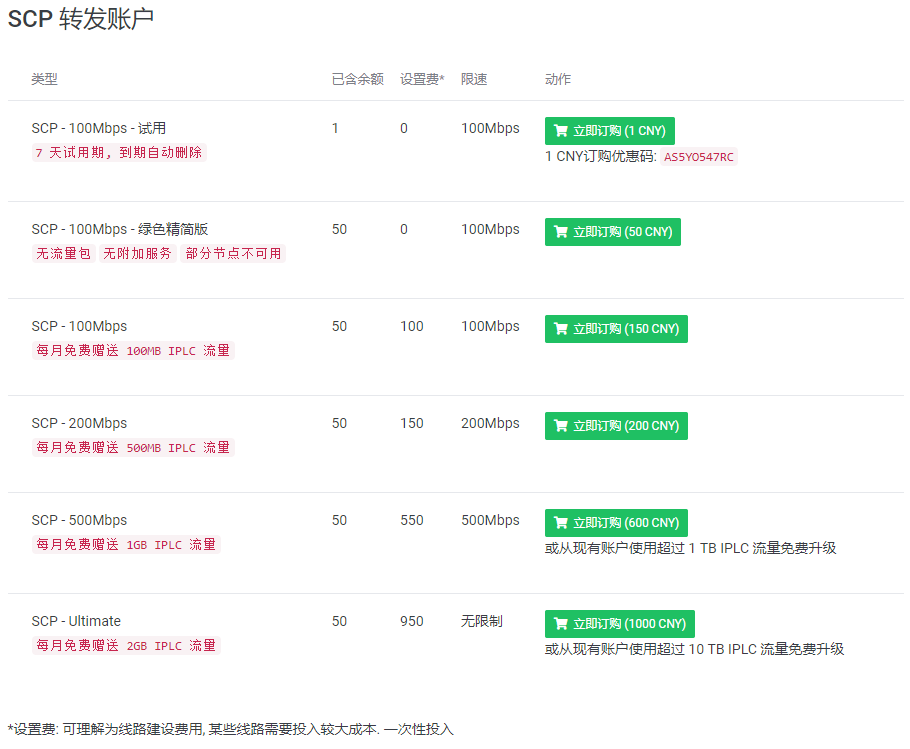 SCP 转发账户
类型 已含余额 设置费* 限速 动作
SCP - 100Mbps - 试用 1 0 100Mbps 立即订购 (1 CNY)
7 天试用期, 到期自动删除 1 CNY订购优惠码: AS5YO547RC
SCP - 100Mbps - 绿色精简版 50 0 100Mbps 立即订购 (50 CNY)
无流量包 无附加服务 部分节点不可用
SCP - 100Mbps 50 100 100Mbps 立即订购 (150 CNY)
每月免费赠送 100MB IPLC 流量
SCP - 200Mbps 50 150 200Mbps 立即订购 (200 CNY)
每月免费赠送 500MB IPLC 流量
SCP - 500Mbps 50 550 500Mbps 立即订购 (600 CNY)
每月免费赠送 1GB IPLC 流量 或从现有账户使用超过 1 TB IPLC 流量免费升级
SCP - Ultimate 50 950 无限制 立即订购 (1000 CNY)
每月免费赠送 2GB IPLC 流量 或从现有账户使用超过 10 TB IPLC 流量免费升级
*设置费: 可理解为线路建设费用, 某些线路需要投入较大成本. 一次性投入